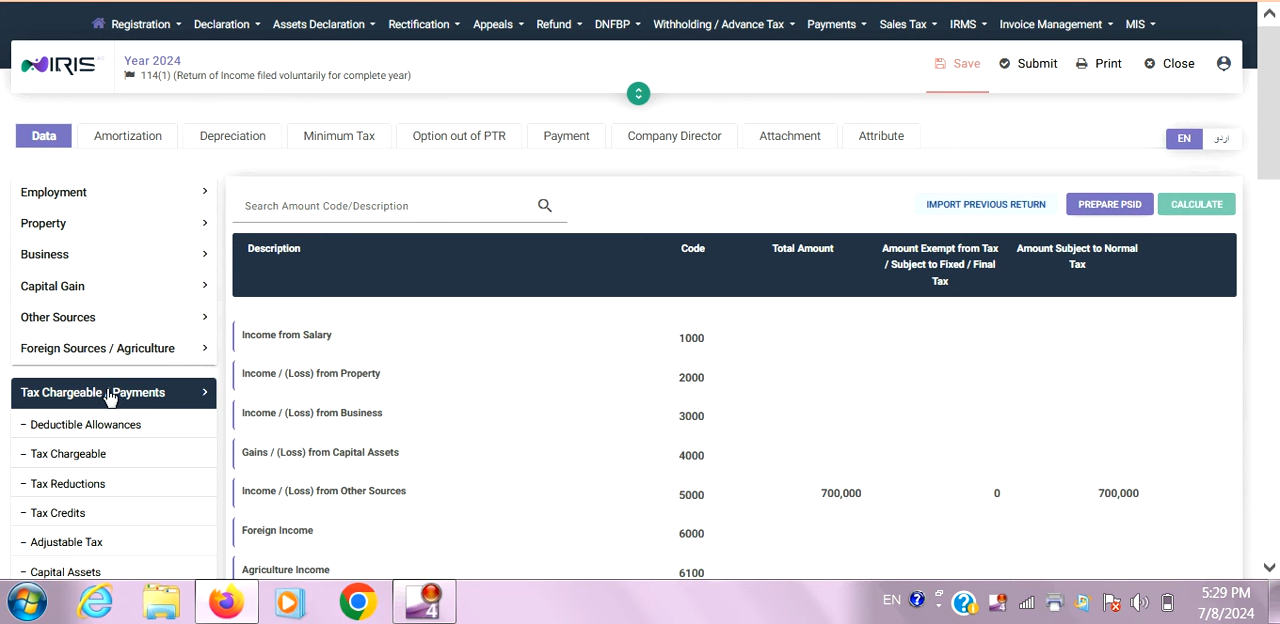 Registration Declaration Assets Declaration Rectification Appeals Refund DNFBP Withholding / Advance Tax Payments Sales Tax IRMS Invoice Management MIS
IRIS
Year 2024
114(1) (Return of Income filed voluntarily for complete year)
Save Submit Print Close
Data Amortization Depreciation Minimum Tax Option out of PTR Payment Company Director Attachment Attribute
EN اردو
Employment
Property
Business
Capital Gain
Other Sources
Foreign Sources / Agriculture
Tax Chargeable / Payments
- Deductible Allowances
- Tax Chargeable
- Tax Reductions
- Tax Credits
- Adjustable Tax
- Capital Assets
Search Amount Code/Description
IMPORT PREVIOUS RETURN PREPARE PSID CALCULATE
Description Code Total Amount Amount Exempt from Tax / Subject to Fixed / Final Tax Amount Subject to Normal Tax
Income from Salary 1000
Income / (Loss) from Property 2000
Income / (Loss) from Business 3000
Gains / (Loss) from Capital Assets 4000
Income / (Loss) from Other Sources 5000 700,000 0 700,000
Foreign Income 6000
Agriculture Income 6100
4
EN
4
5:29 PM
7/8/2024